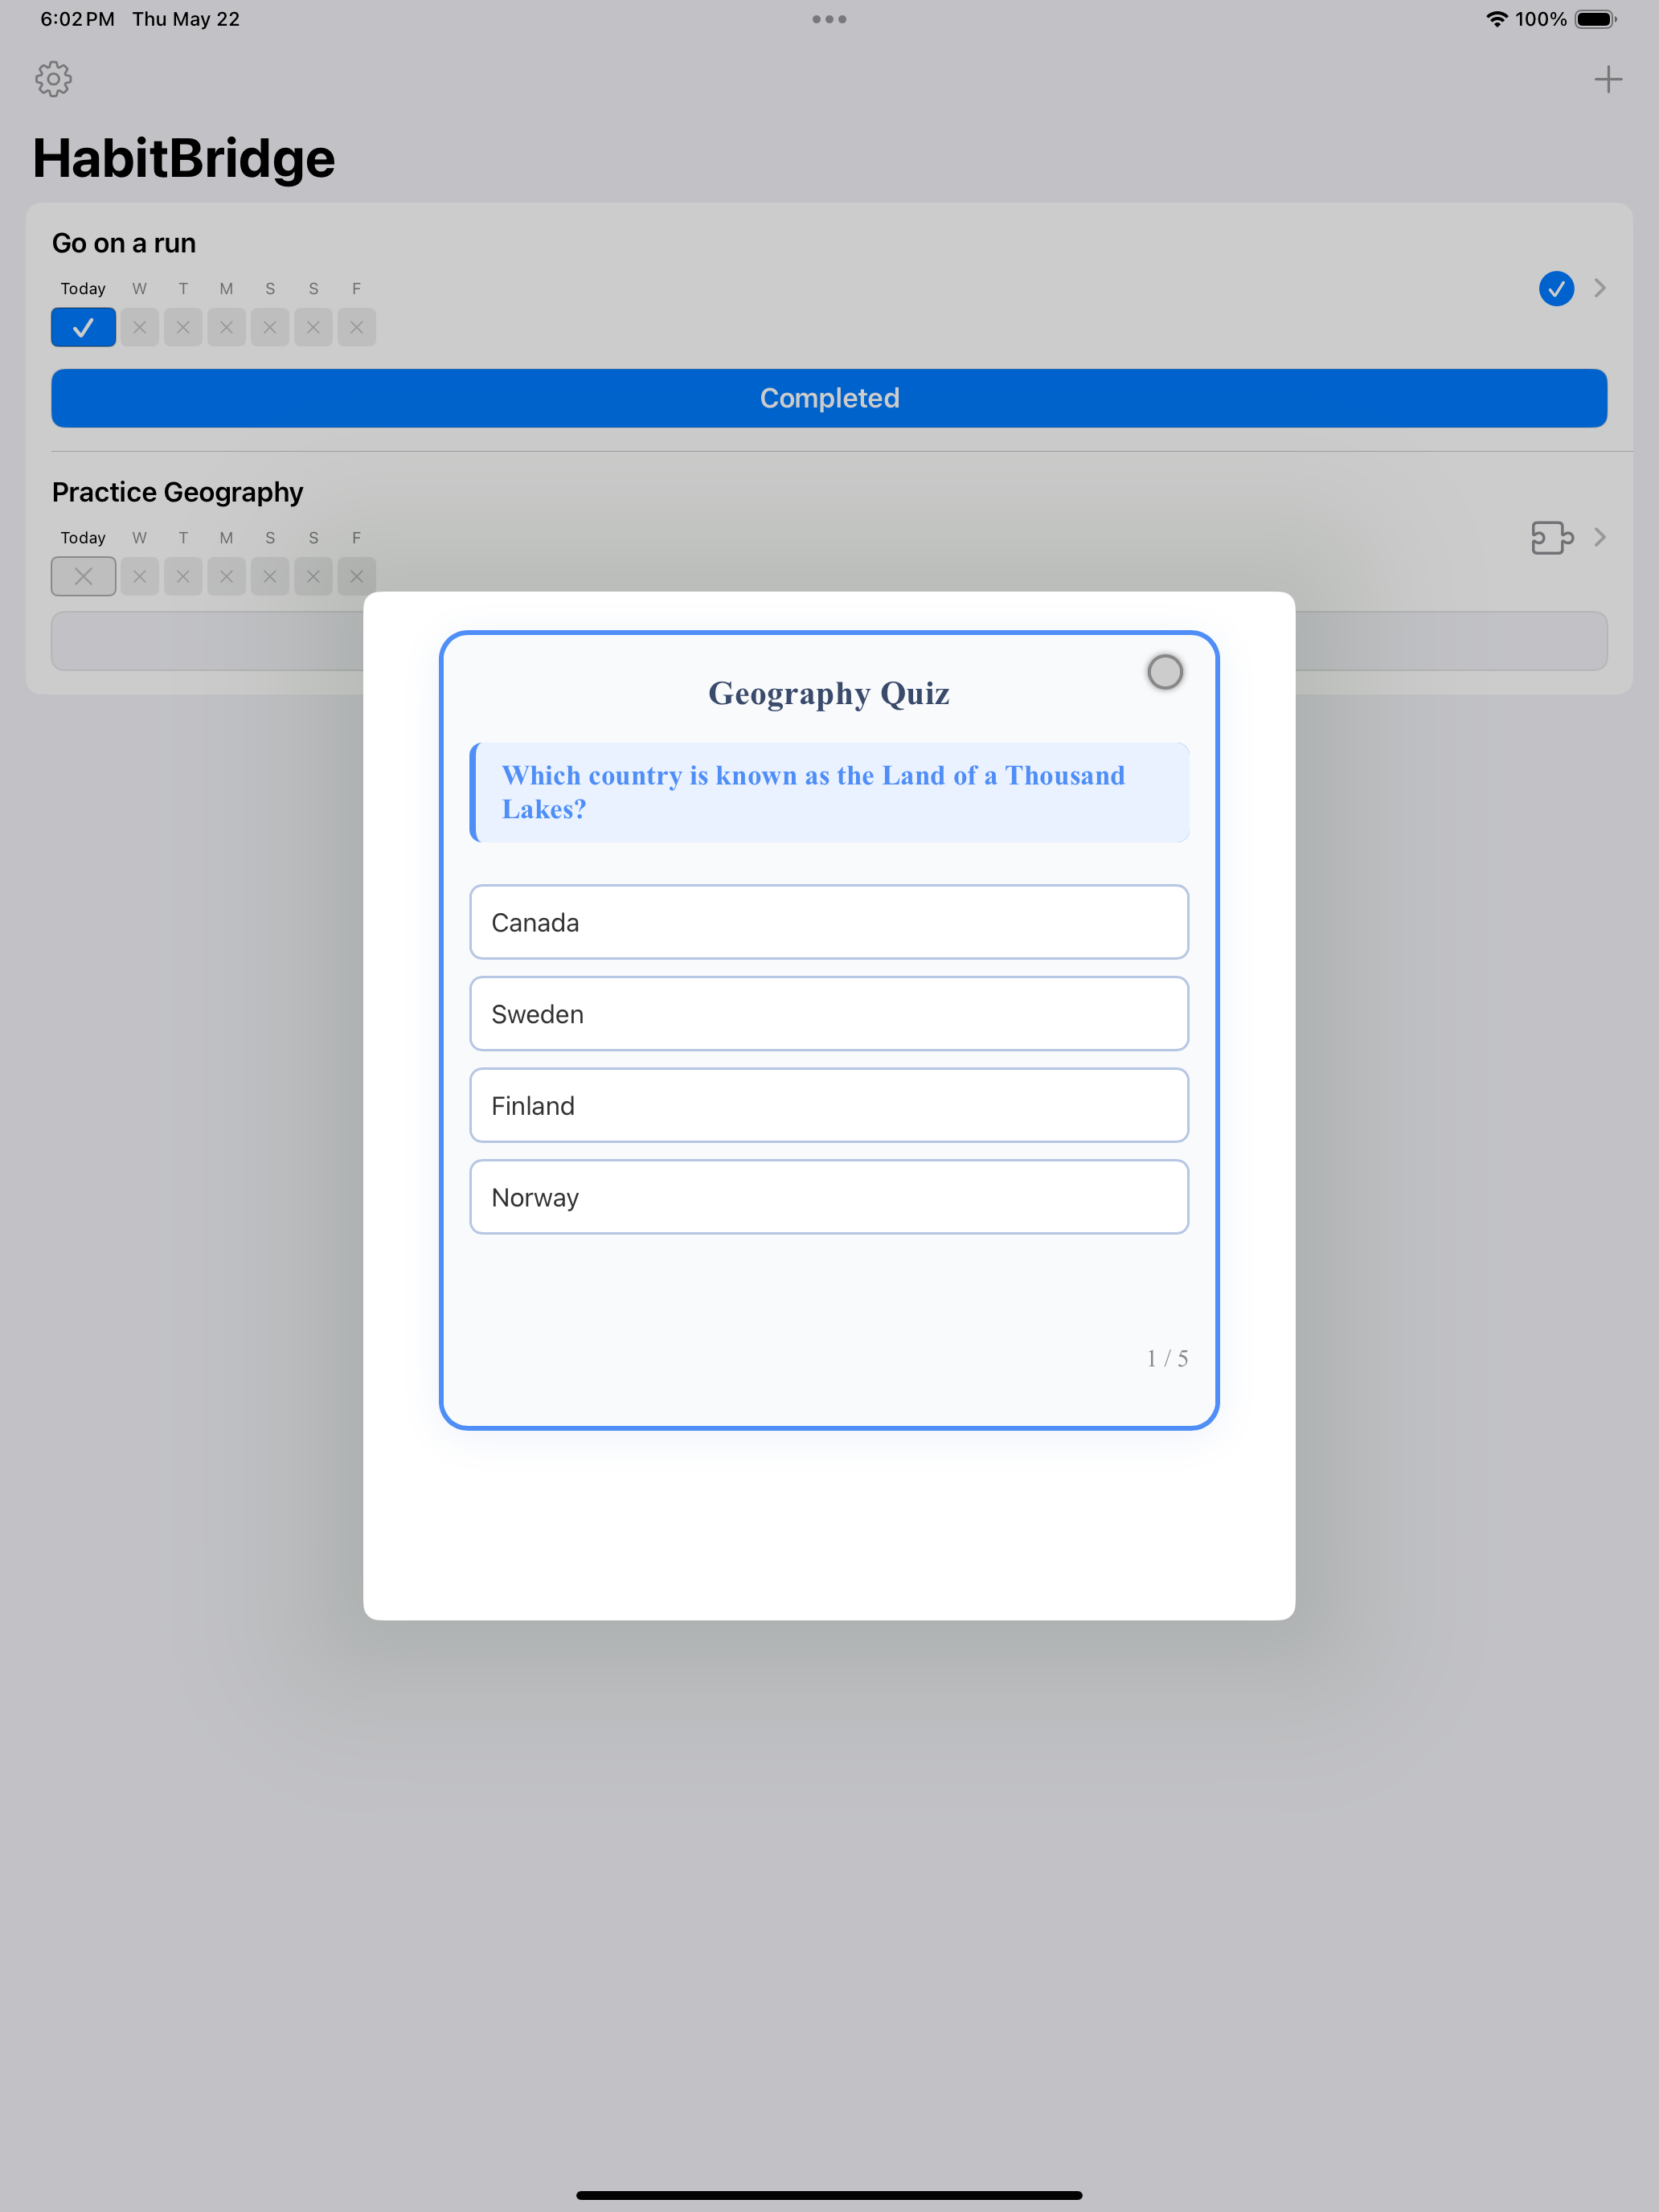 6:02 PM Thu May 22
100%
HabitBridge
Go on a run
Today W T M S S F
Completed
Practice Geography
Today W T M S S F
Geography Quiz
Which country is known as the Land of a Thousand
Lakes?
Canada
Sweden
Finland
Norway
1 / 5